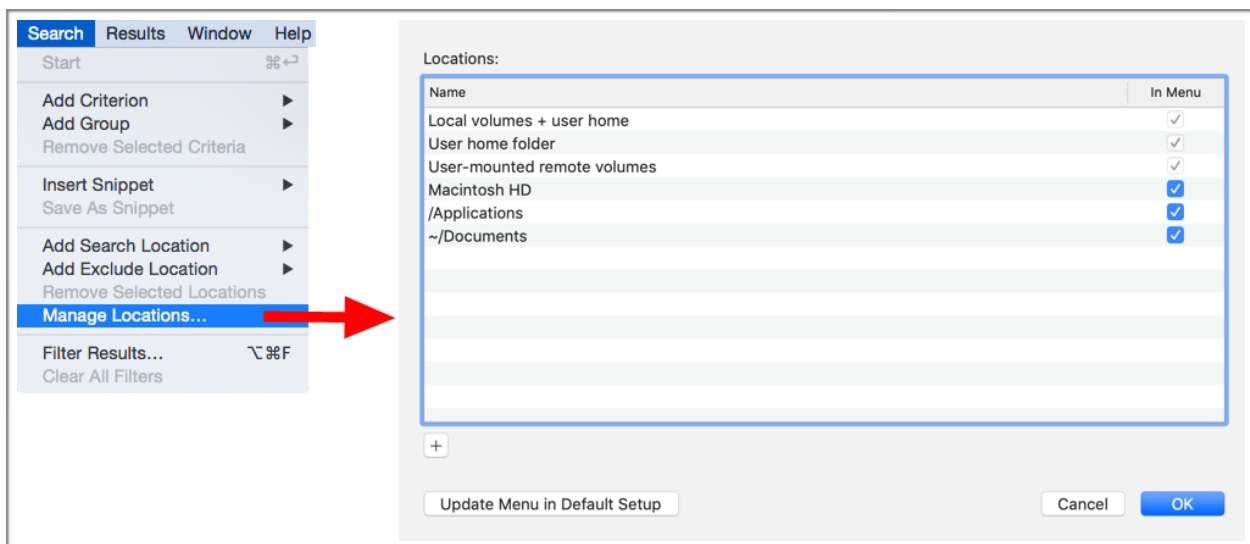 Search Results Window Help
Start ⌘↩
Add Criterion ▶
Add Group ▶
Remove Selected Criteria
Insert Snippet ▶
Save As Snippet
Add Search Location ▶
Add Exclude Location ▶
Remove Selected Locations
Manage Locations...
Filter Results... ⌥⌘F
Clear All Filters
Locations:
Name In Menu
Local volumes + user home
User home folder
User-mounted remote volumes
Macintosh HD
/Applications
~/Documents
+
Update Menu in Default Setup Cancel OK